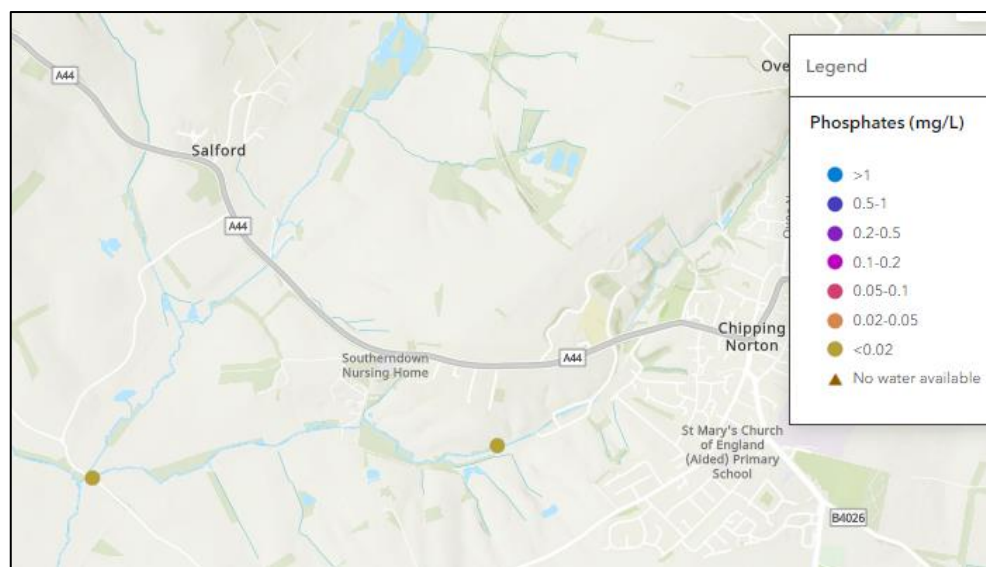 A44
Salford
A44
Southerndown
Nursing Home
A44
Chipping
Norton
St Mary's Church
of England
(Aided) Primary
School
B4026
Ove
Legend
Phosphates (mg/L)
>1
0.5-1
0.2-0.5
0.1-0.2
0.05-0.1
0.02-0.05
<0.02
No water available